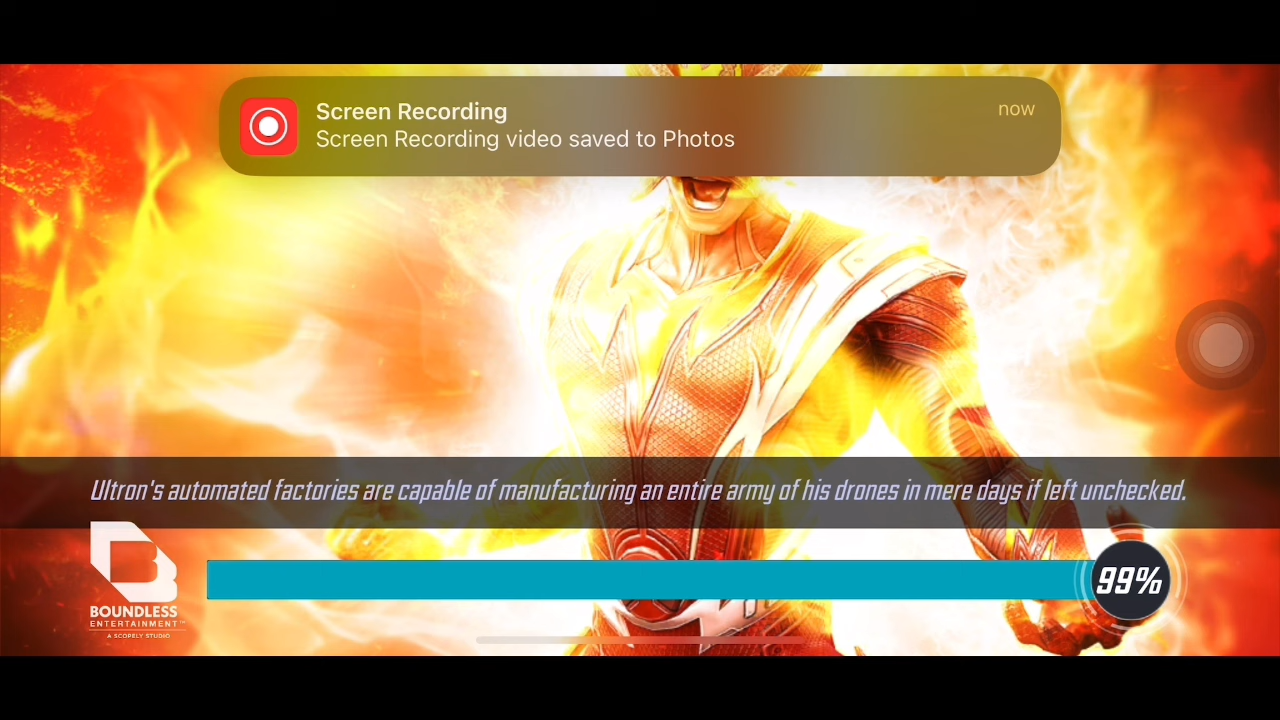 Screen Recording
now
Screen Recording video saved to Photos
Ultron's automated factories are capable of manufacturing an entire army of his drones in mere days if left unchecked.
BOUNDLESS
ENTERTAINMENT™
A SCOPELY STUDIO
99%